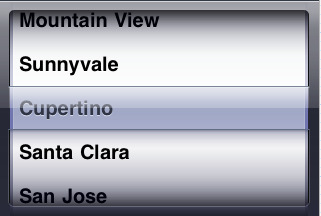 Mountain View
Sunnyvale
Cupertino
Santa Clara
San Jose